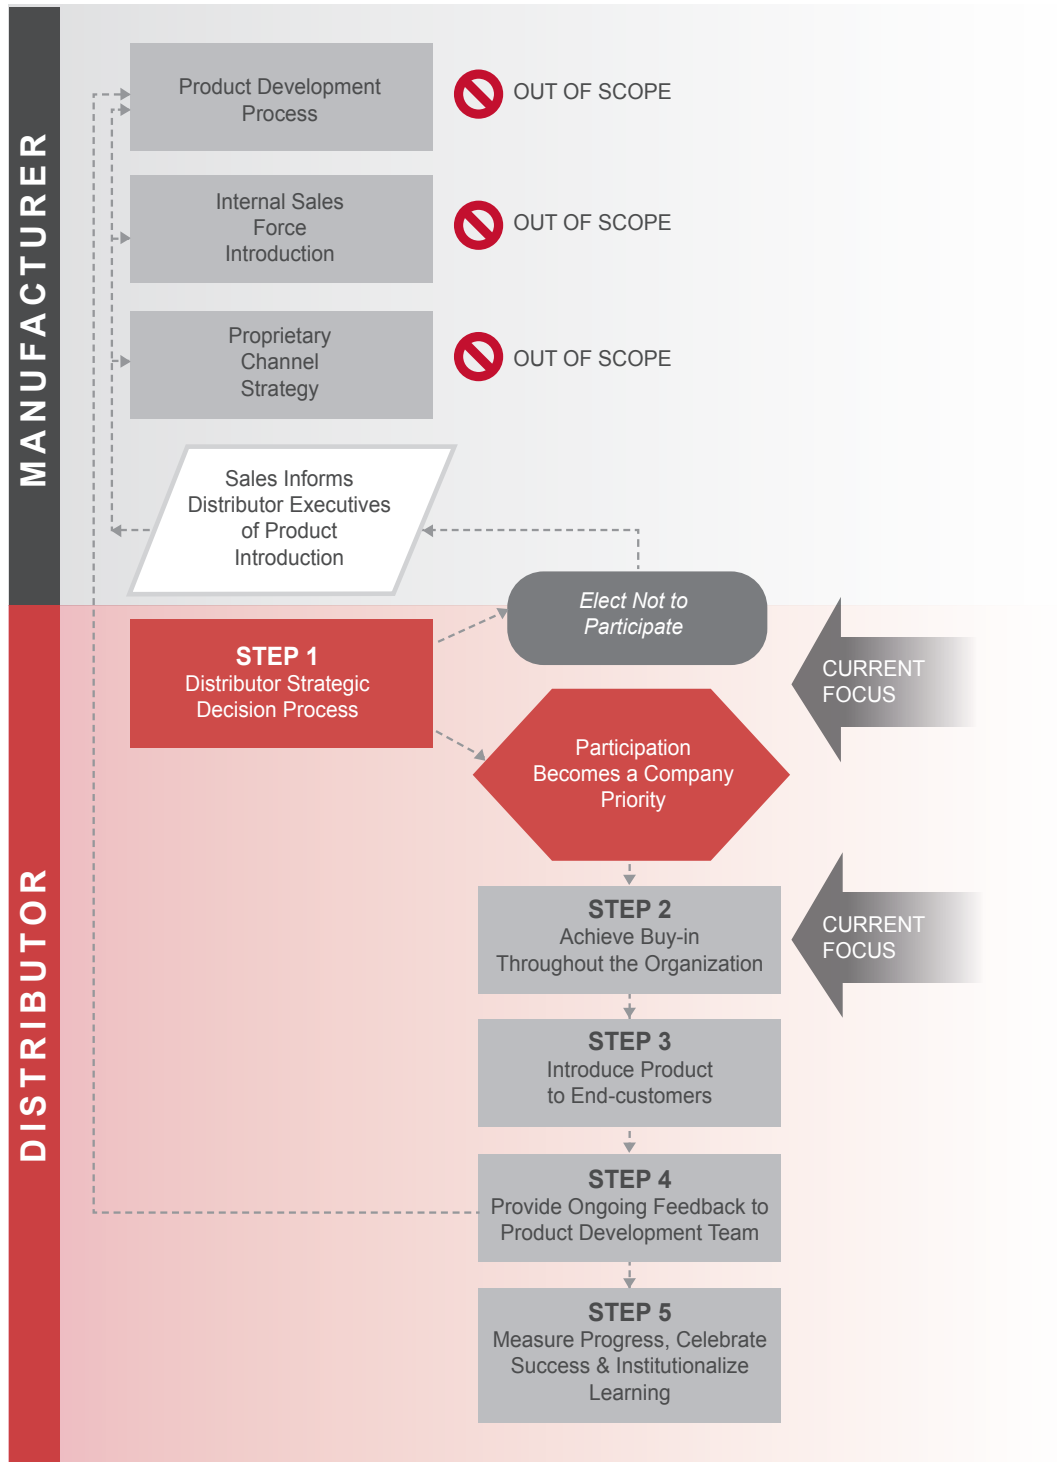 MANUFACTURER
Product Development
Process
OUT OF SCOPE
Internal Sales
Force
Introduction
OUT OF SCOPE
Proprietary
Channel
Strategy
OUT OF SCOPE
Sales Informs
Distributor Executives
of Product
Introduction
DISTRIBUTOR
Elect Not to
Participate
STEP 1
Distributor Strategic
Decision Process
CURRENT
FOCUS
Participation
Becomes a Company
Priority
STEP 2
Achieve Buy-in
Throughout the Organization
CURRENT
FOCUS
STEP 3
Introduce Product
to End-customers
STEP 4
Provide Ongoing Feedback to
Product Development Team
STEP 5
Measure Progress, Celebrate
Success & Institutionalize
Learning